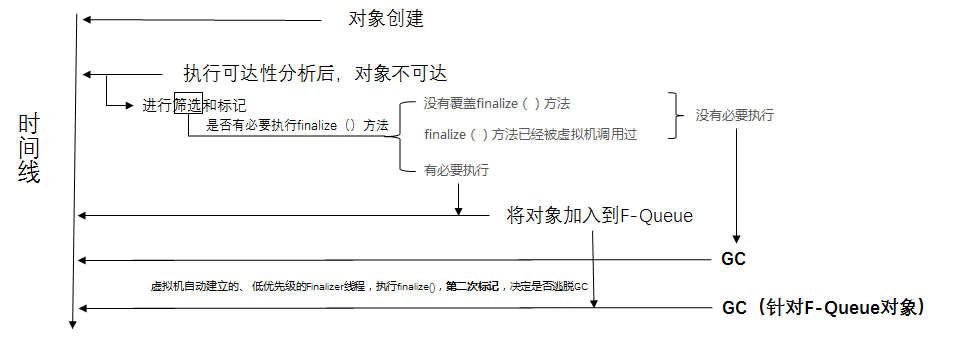 对象创建
执行可达性分析后，对象不可达
进行筛选和标记
是否有必要执行finalize（）方法
没有覆盖finalize ( ) 方法
finalize ( ) 方法已经被虚拟机调用过
没有必要执行
有必要执行
时间线
将对象加入到F-Queue
GC
虚拟机自动建立的、 低优先级的Finalizer线程，执行finalize()，第二次标记，决定是否逃脱GC
GC（针对F-Queue对象）